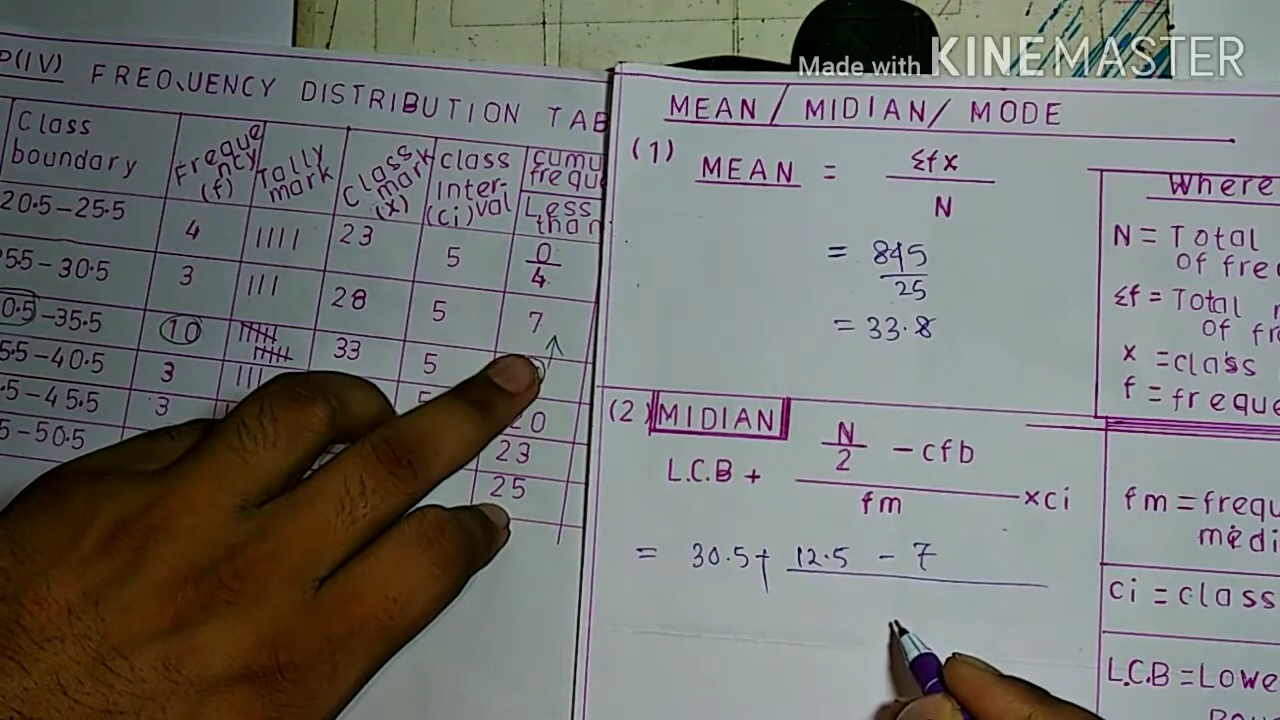 Made with KINEMASTER
P(IV) FREQUENCY DISTRIBUTION TAB
Class boundary
Frequency (f)
Tally mark
Class mark (x)
Class Interval (ci)
cumu frequ
Less than
20.5-25.5 4 |||| 23 5 0/4
55-30.5 3 ||| 28 5 7
0.5-35.5 10 33 5
5.5-40.5 3 ||| 20
.5-45.5 3 23
5-50.5 25
MEAN / MIDIAN / MODE
(1) MEAN = Σfx / N
= 845 / 25
= 33.8
Where
N = Total
of fre
Σf = Total
of fr
x = class
f = freque
(2) MIDIAN
L.C.B + N/2 - cfb / fm ×ci
= 30.5 + 12.5 - 7
fm = frequ
medi
ci = class
L.C.B = Lowe